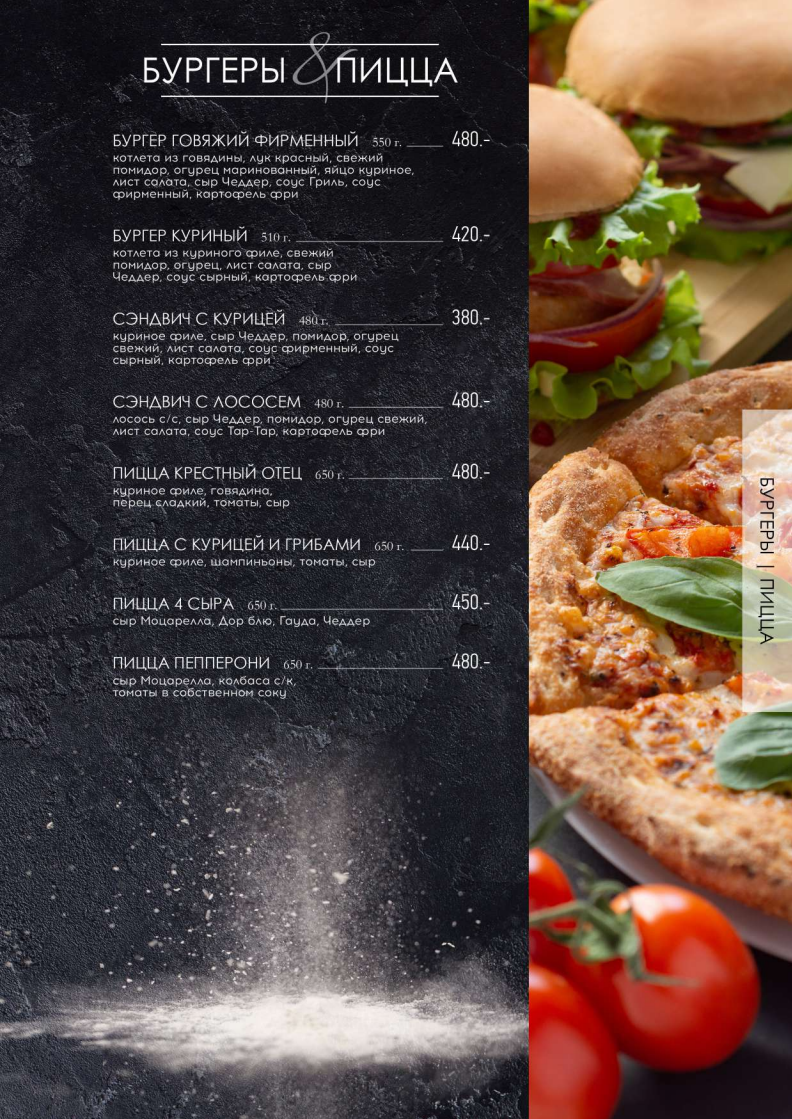 БУРГЕРЫ & ПИЦЦА
БУРГЕР ГОВЯЖИЙ ФИРМЕННЫЙ 550 г. 480.-
котлета из говядины, лук красный, свежий
помидор, огурец маринованный, яйцо куриное,
лист салата, сыр Чеддер, соус Гриль, соус
фирменный, картофель фри
БУРГЕР КУРИНЫЙ 510 г. 420.-
котлета из куриного филе, свежий
помидор, огурец, лист салата, сыр
Чеддер, соус сырный, картофель фри
СЭНДВИЧ С КУРИЦЕЙ 480 г. 380.-
куриное филе, сыр Чеддер, помидор, огурец
свежий, лист салата, соус фирменный, соус
сырный, картофель фри
СЭНДВИЧ С ЛОСОСЕМ 480 г. 480.-
лосось с/с, сыр Чеддер, помидор, огурец свежий,
лист салата, соус Тар-Тар, картофель фри
ПИЦЦА КРЕСТНЫЙ ОТЕЦ 650 г. 480.-
куриное филе, говядина,
перец сладкий, томаты, сыр
ПИЦЦА С КУРИЦЕЙ И ГРИБАМИ 650 г. 440.-
куриное филе, шампиньоны, томаты, сыр
ПИЦЦА 4 СЫРА 650 г. 450.-
сыр Моцарелла, Дор блю, Гауда, Чеддер
ПИЦЦА ПЕППЕРОНИ 650 г. 480.-
сыр Моцарелла, колбаса с/к,
томаты в собственном соку
БУРГЕРЫ | ПИЦЦА